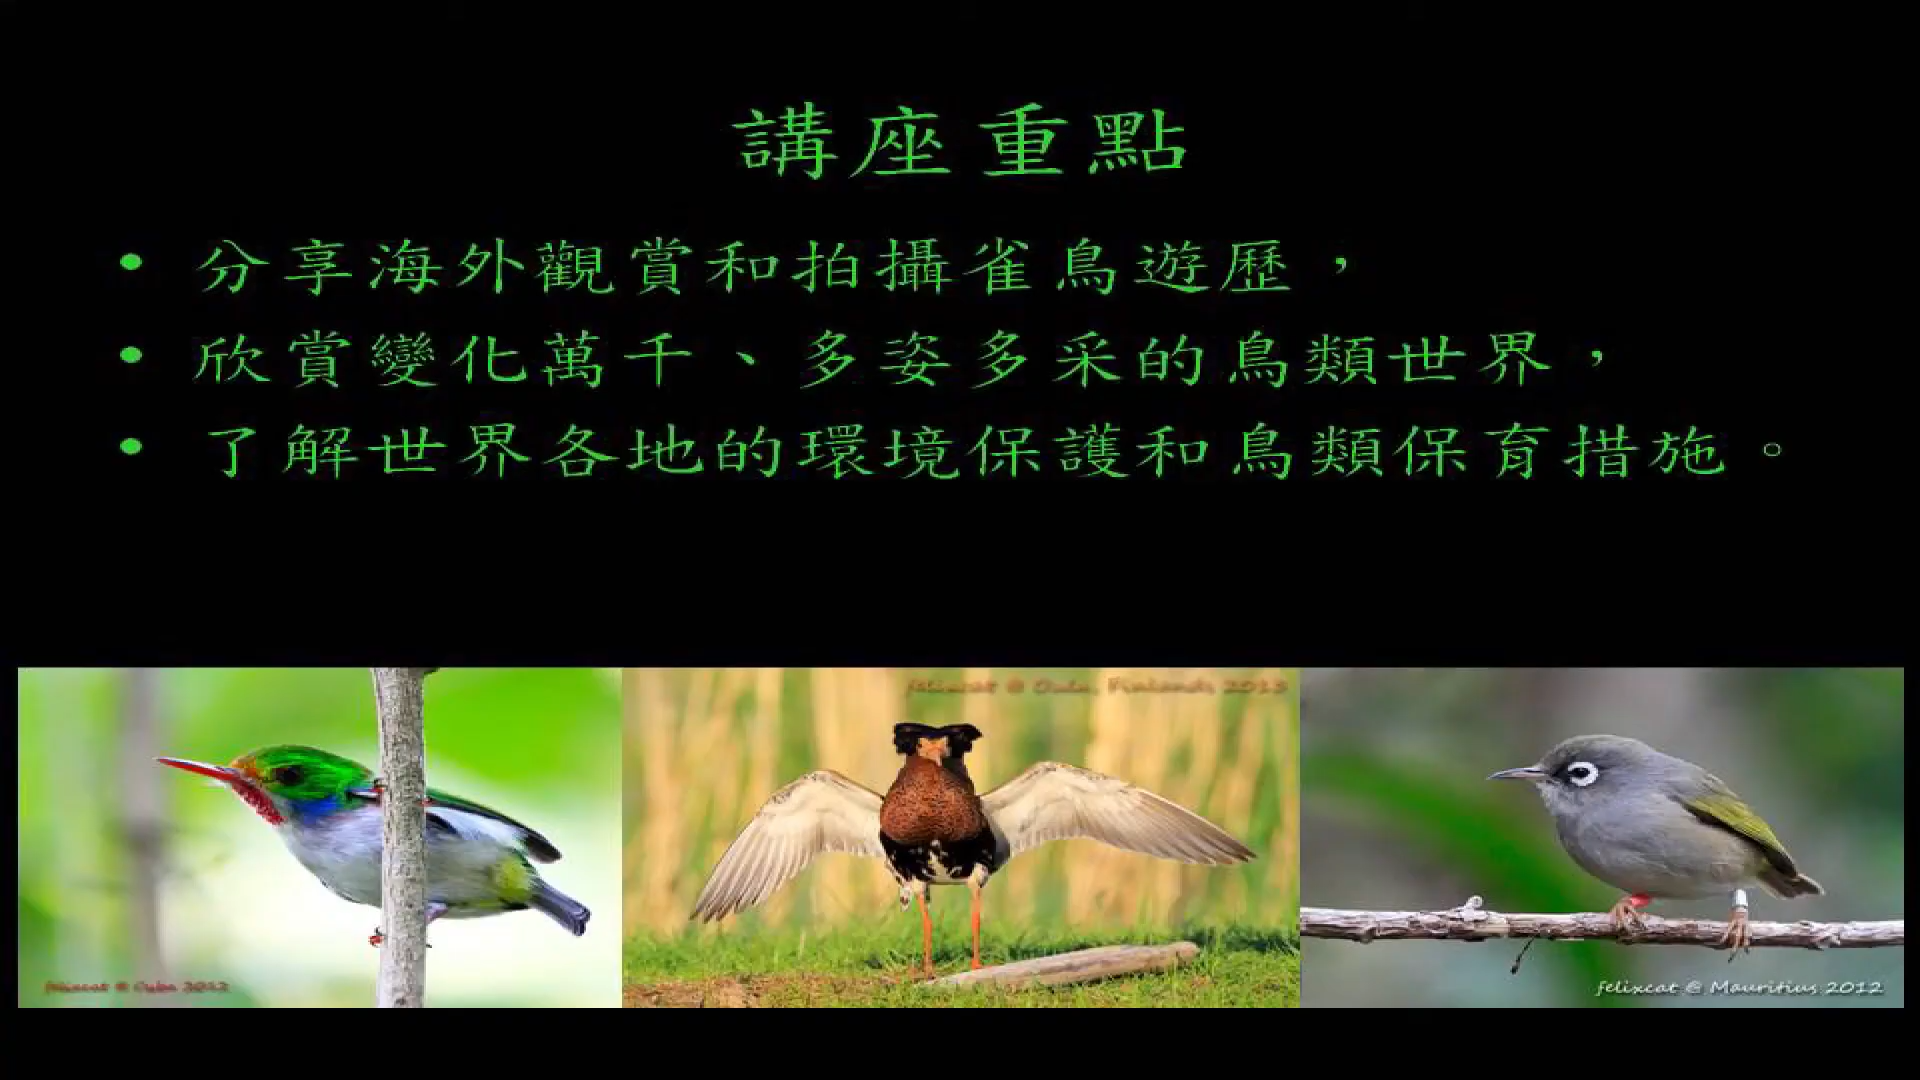 講座重點
• 分享海外觀賞和拍攝雀鳥遊歷，
• 欣賞變化萬千、多姿多采的鳥類世界，
• 了解世界各地的環境保護和鳥類保育措施。
felixcat @ Oulu, Finlands 2013
felixcat @ Cuba 2012
felixcat @ Mauritius 2012